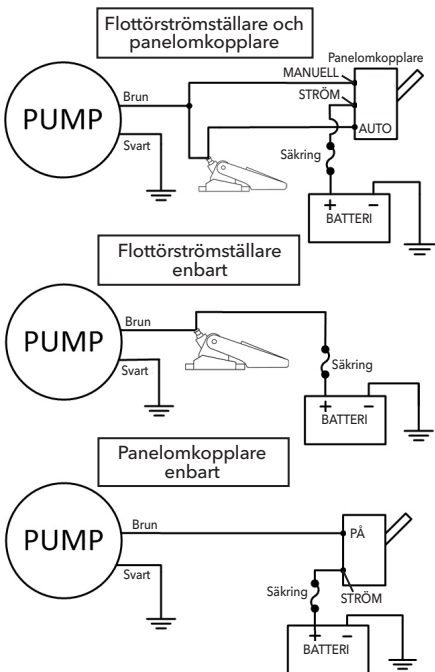 Flottörströmställare och
panelomkopplare
Panelomkopplare
MANUELL
Brun
STRÖM
PUMP
AUTO
Svart
Säkring
+ –
BATTERI
Flottörströmställare
enbart
Brun
PUMP
Säkring
Svart
+ –
BATTERI
Panelomkopplare
enbart
Brun
PÅ
PUMP
Svart
Säkring
STRÖM
+ –
BATTERI